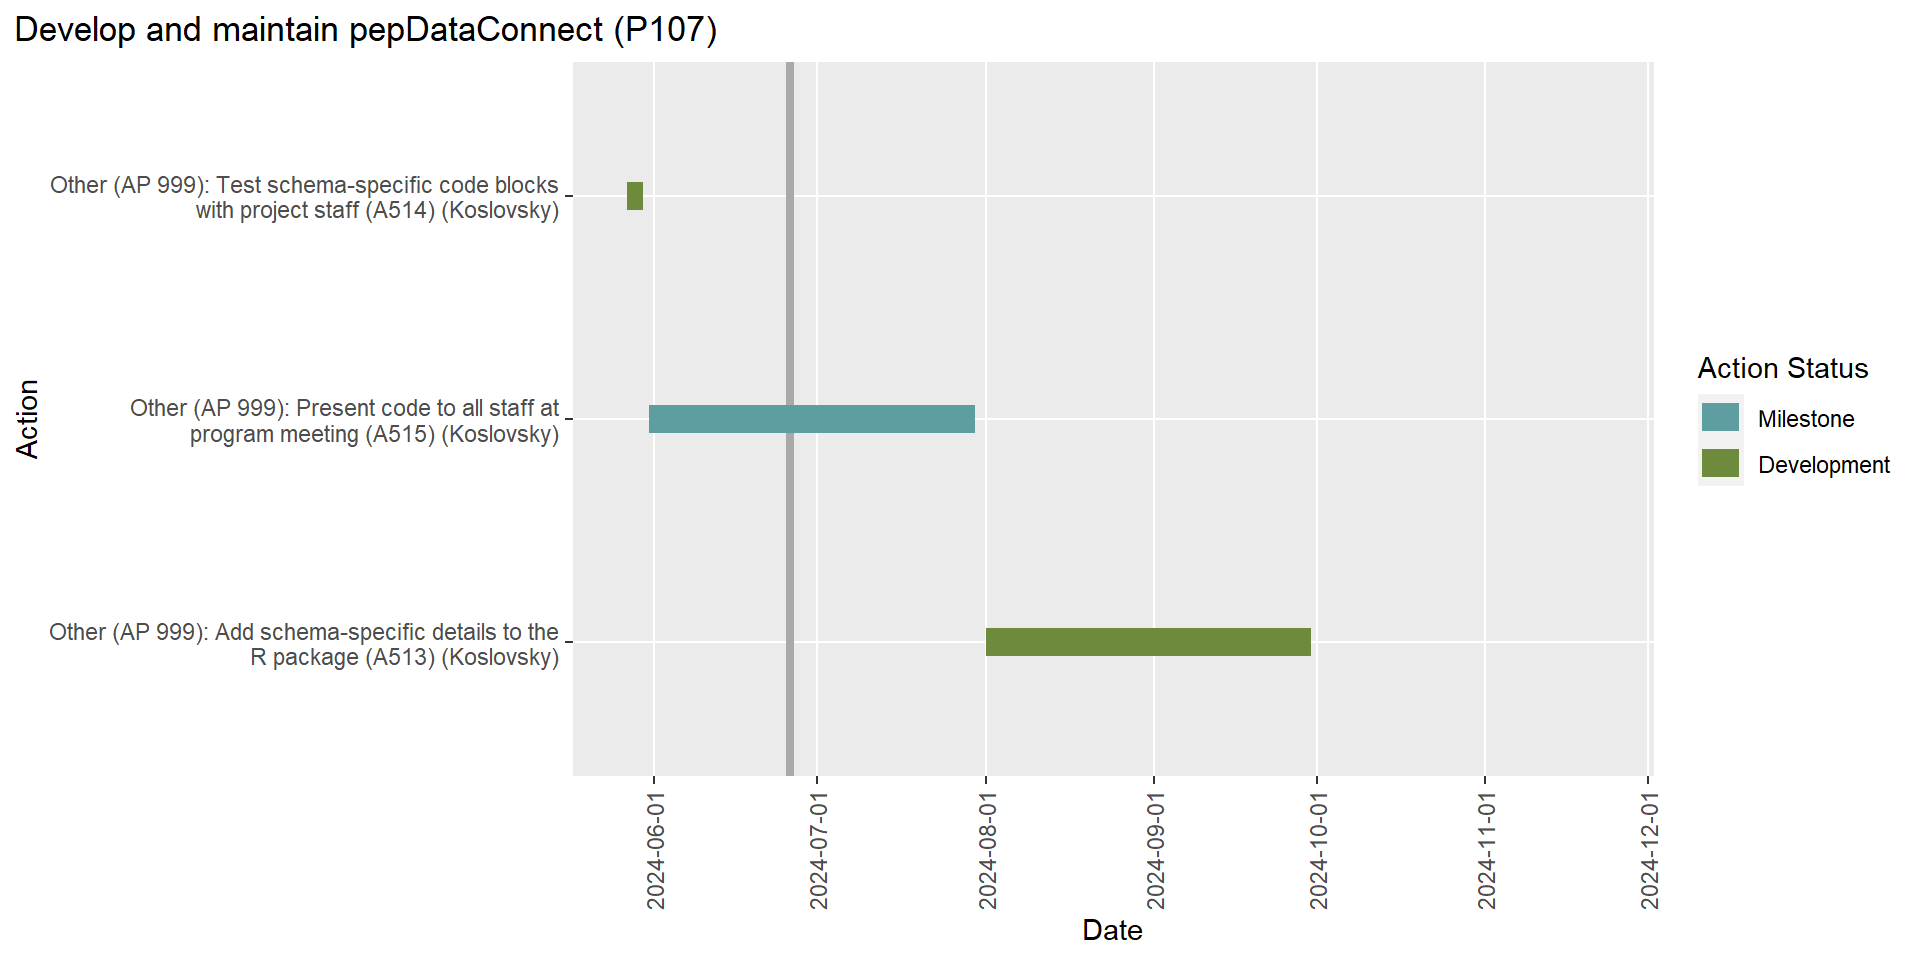 Develop and maintain pepDataConnect (P107)
Action
Other (AP 999): Test schema-specific code blocks
with project staff (A514) (Koslovsky)
Other (AP 999): Present code to all staff at
program meeting (A515) (Koslovsky)
Other (AP 999): Add schema-specific details to the
R package (A513) (Koslovsky)
2024-06-01
2024-07-01
2024-08-01
2024-09-01
2024-10-01
2024-11-01
2024-12-01
Date
Action Status
Milestone
Development